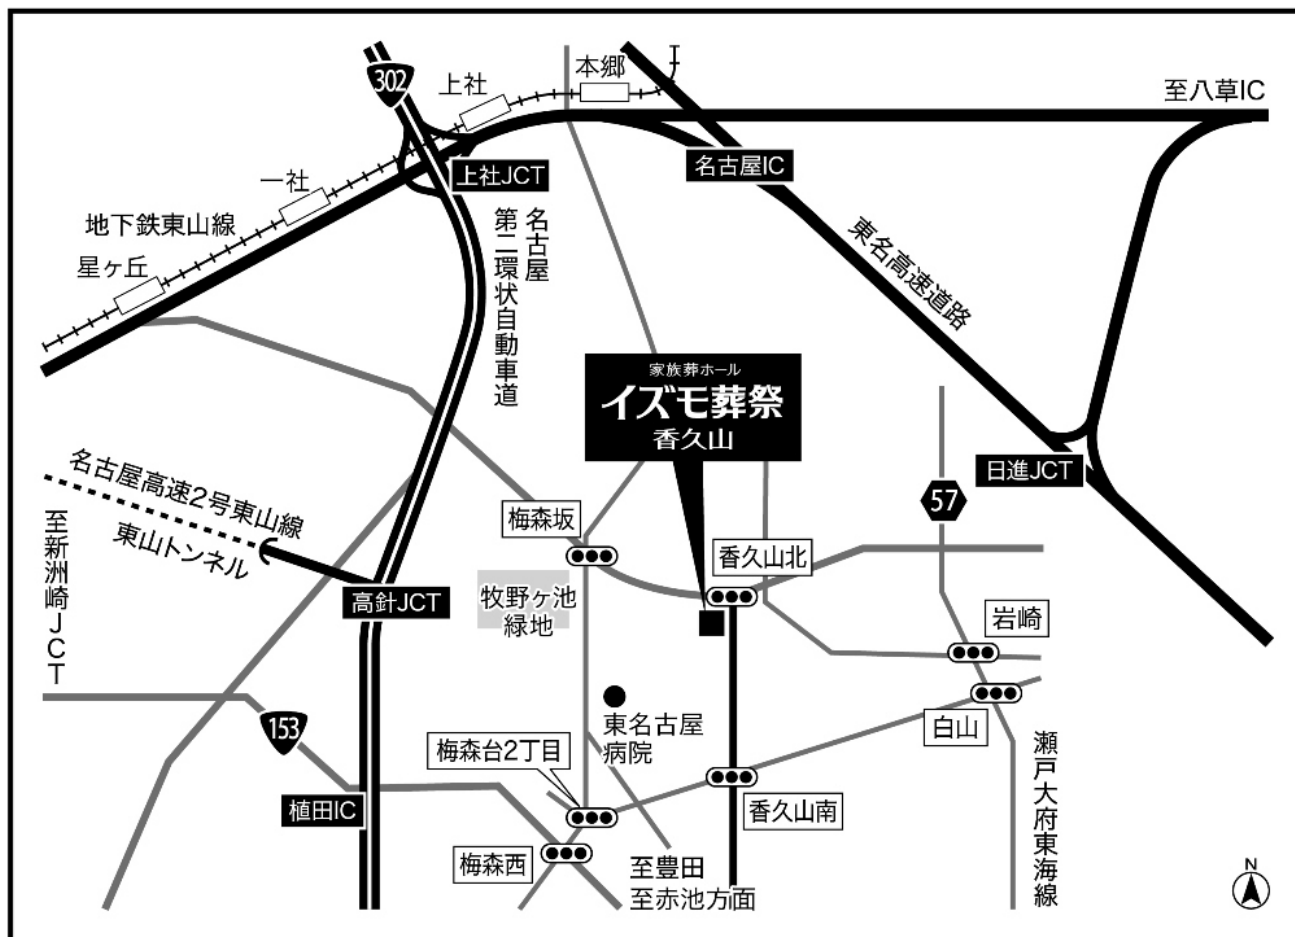 本郷
302
上社
至八草IC
名古屋IC
上社JCT
一社
地下鉄東山線
星ヶ丘
名古屋
第二環状自動車道
東名高速道路
家族葬ホール
イズモ葬祭
香久山
日進JCT
57
名古屋高速2号東山線
東山トンネル
至新洲崎JCT
梅森坂
香久山北
高針JCT
牧野ヶ池
緑地
岩崎
153
東名古屋
病院
白山
梅森台2丁目
瀬戸大府東海線
植田IC
香久山南
梅森西
至豊田
至赤池方面
N